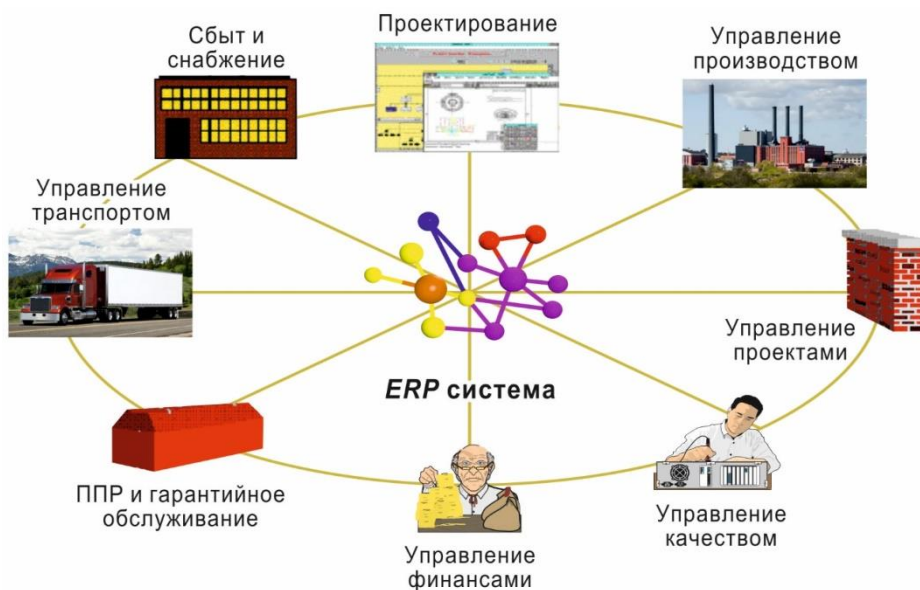 Сбыт и
снабжение
Проектирование
Управление
производством
Управление
транспортом
Управление
проектами
ERP система
ППР и гарантийное
обслуживание
Управление
финансами
Управление
качеством